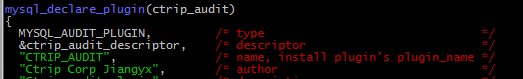 mysql_declare_plugin(ctrip_audit)
{
  MYSQL_AUDIT_PLUGIN,         /* type                                 */
  &ctrip_audit_descriptor,    /* descriptor                           */
  "CTRIP_AUDIT",              /* name, install plugin's plugin_name */
  "Ctrip Corp Jiangyx",       /* author                               */